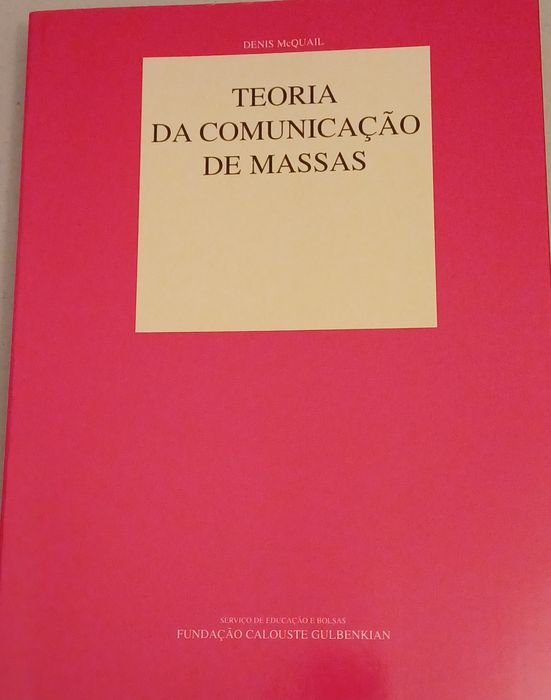 DENIS McQUAIL
TEORIA
DA COMUNICAÇÃO
DE MASSAS
SERVIÇO DE EDUCAÇÃO E BOLSAS
FUNDAÇÃO CALOUSTE GULBENKIAN